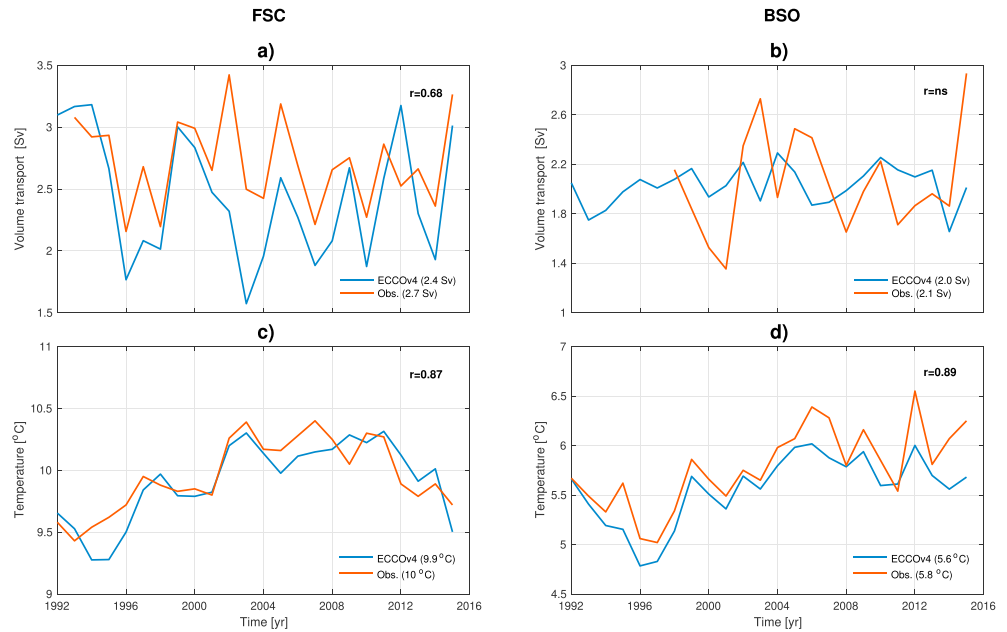 FSC
BSO
a)
3.5
3
2.5
2
1.5
Volume transport [Sv]
r=0.68
ECCOv4 (2.4 Sv)
Obs. (2.7 Sv)
b)
3
2.6
2.2
1.8
1.4
1
Volume transport [Sv]
r=ns
ECCOv4 (2.0 Sv)
Obs. (2.1 Sv)
c)
11
10.5
10
9.5
9
Temperature [°C]
r=0.87
ECCOv4 (9.9°C)
Obs. (10 °C)
1992 1996 2000 2004 2008 2012 2016
Time [yr]
d)
7
6.5
6
5.5
5
4.5
Temperature [°C]
r=0.89
ECCOv4 (5.6°C)
Obs. (5.8 °C)
1992 1996 2000 2004 2008 2012 2016
Time [yr]